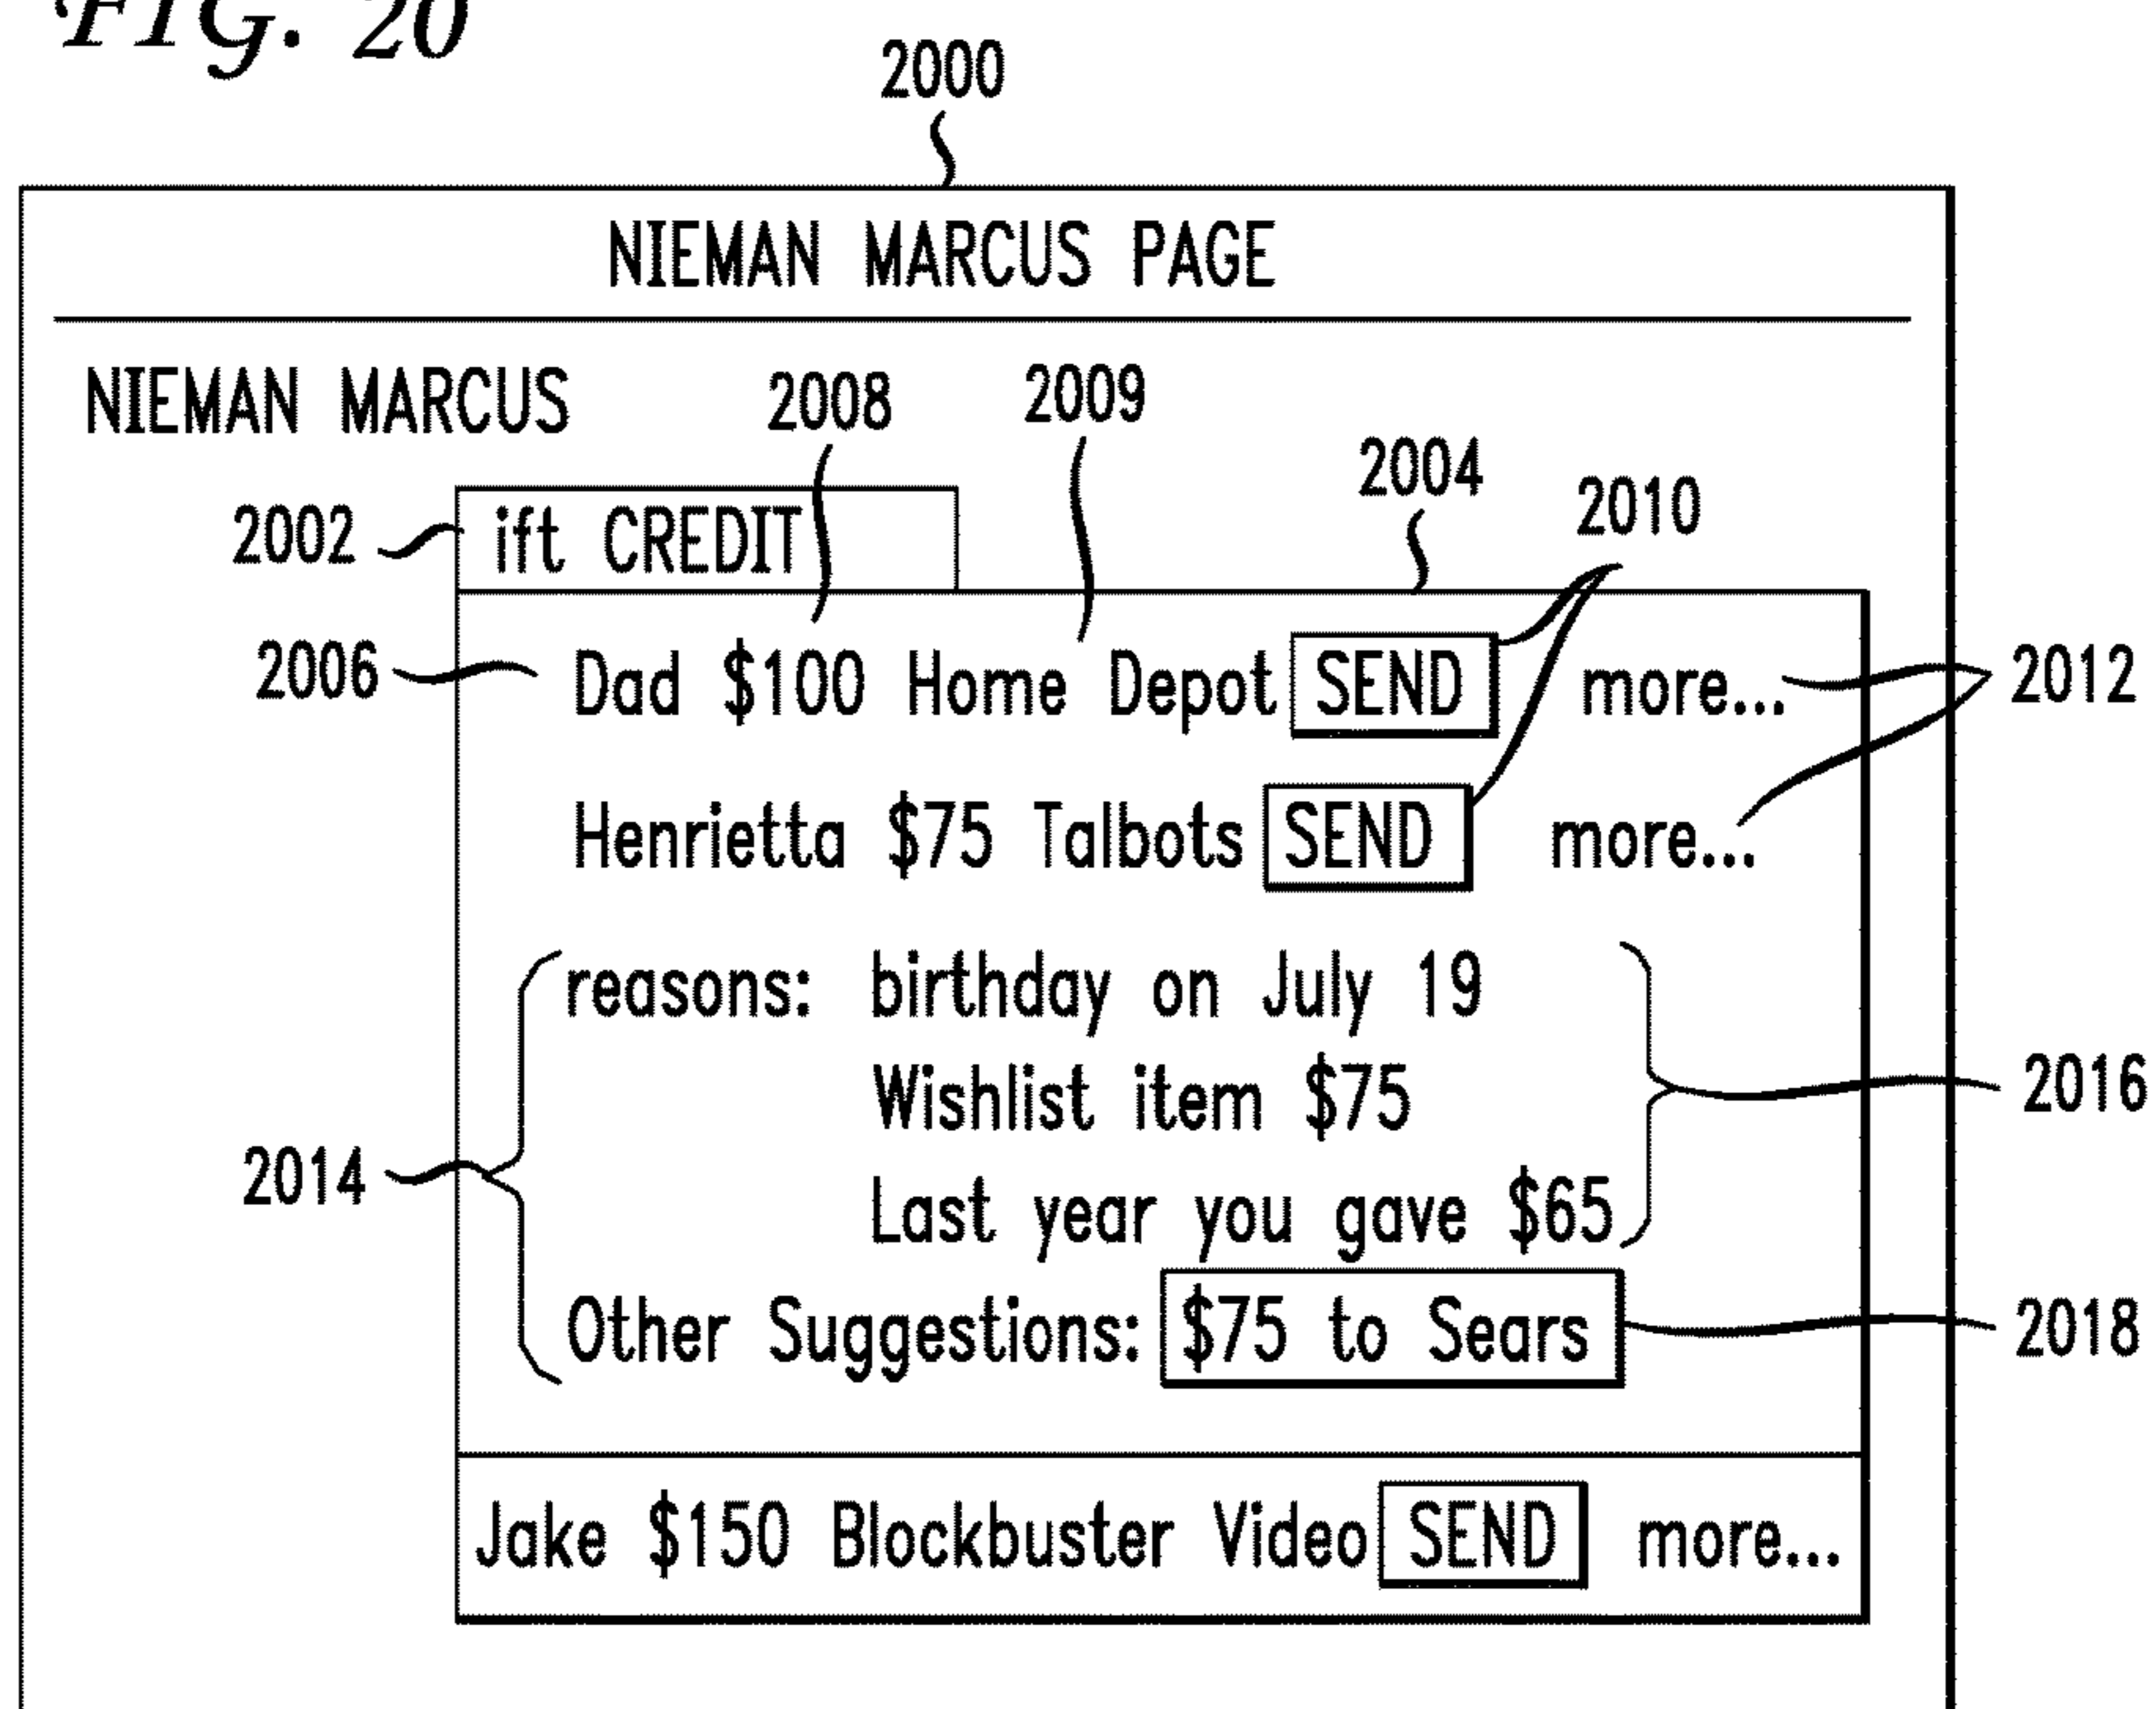 FIG. 20
2000
NIEMAN MARCUS PAGE
NIEMAN MARCUS
2008
2009
2004
2010
2002
ift CREDIT
2006
Dad $100 Home Depot SEND more...
2012
Henrietta $75 Talbots SEND more...
reasons: birthday on July 19
Wishlist item $75
2016
2014
Last year you gave $65
Other Suggestions: $75 to Sears
2018
Jake $150 Blockbuster Video SEND more...